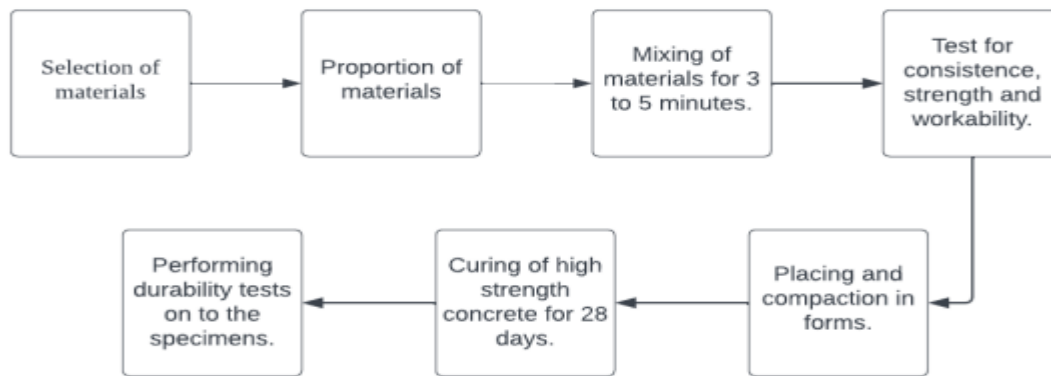 Selection of
materials
Proportion of
materials
Mixing of
materials for 3
to 5 minutes.
Test for
consistence,
strength and
workability.
Placing and
compaction in
forms.
Curing of high
strength
concrete for 28
days.
Performing
durability tests
on to the
specimens.